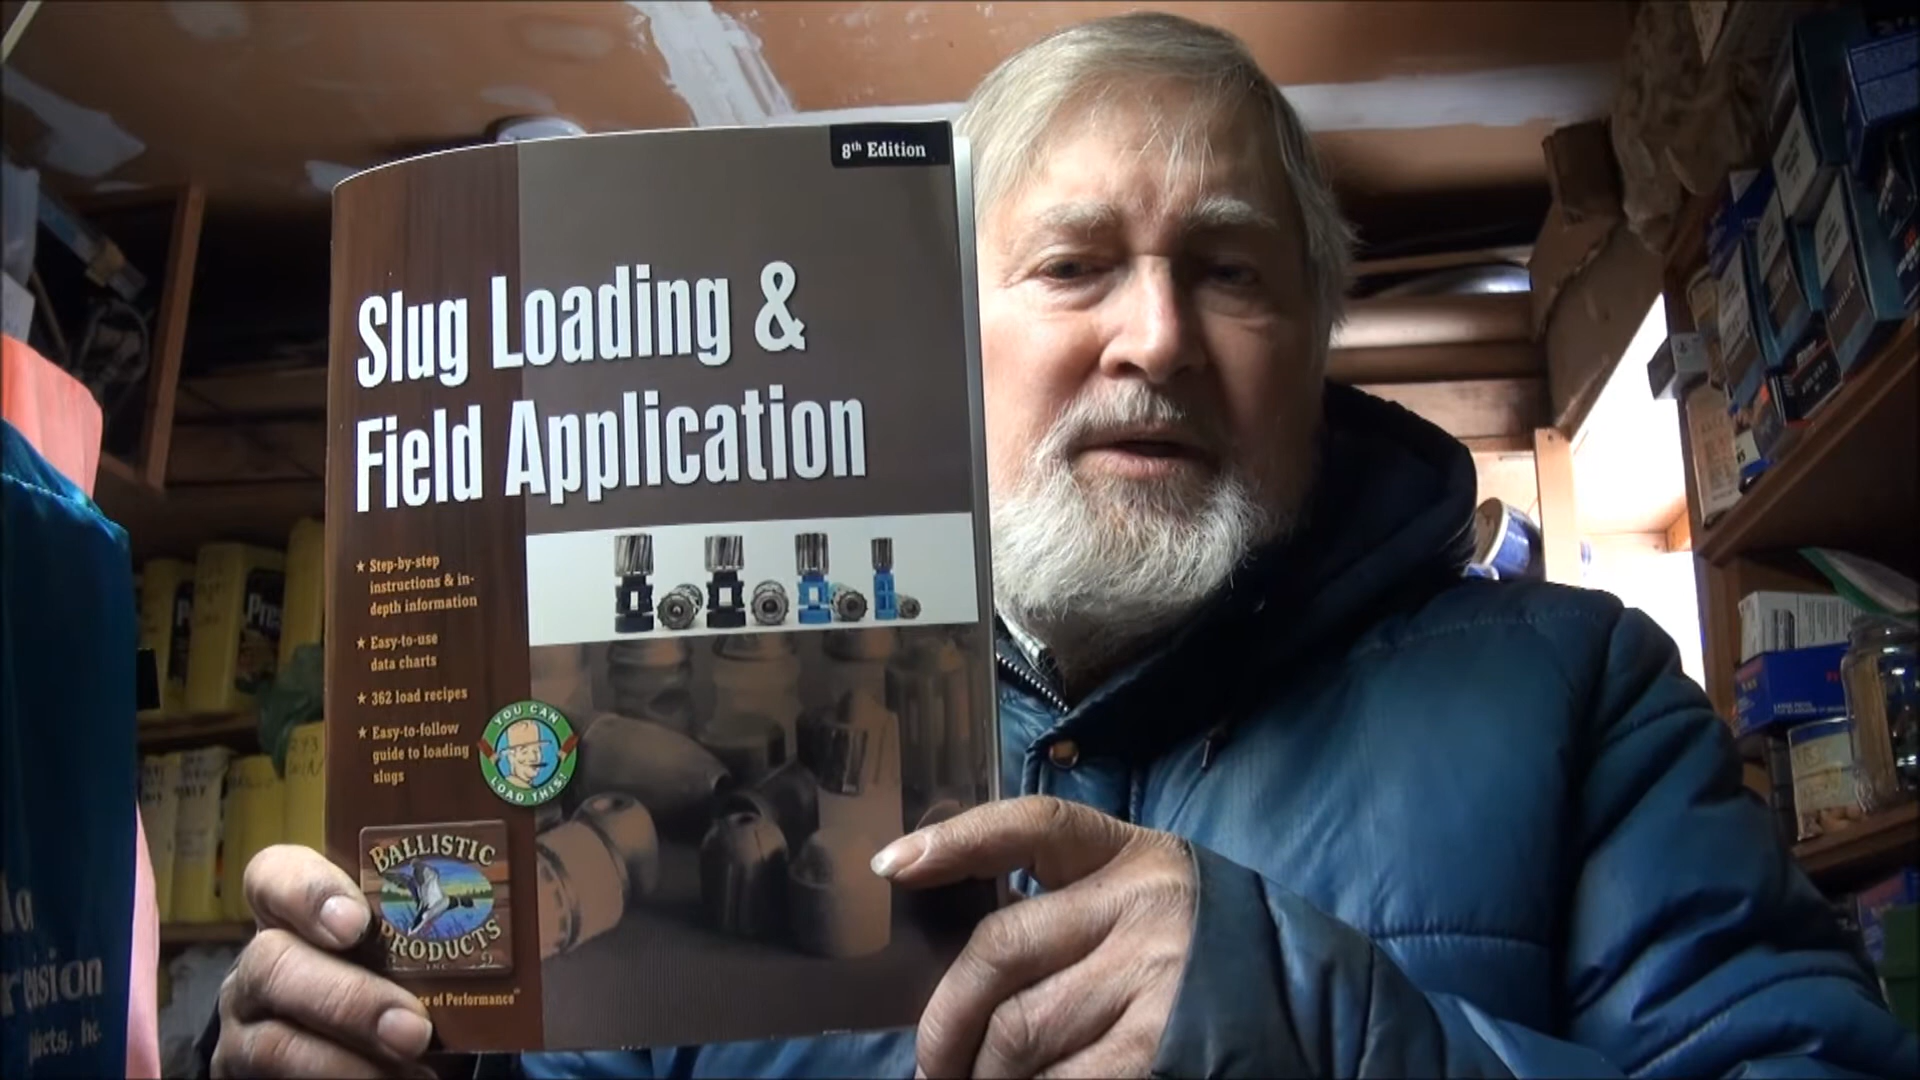 8th Edition
Slug Loading &
Field Application
★ Step-by-step
instructions & in-
depth information
★ Easy-to-use
data charts
★ 362 load recipes
★ Easy-to-follow
guide to loading
slugs
YOU CAN
LOAD THIS!
BALLISTIC
PRODUCTS
INC
ce of Performance